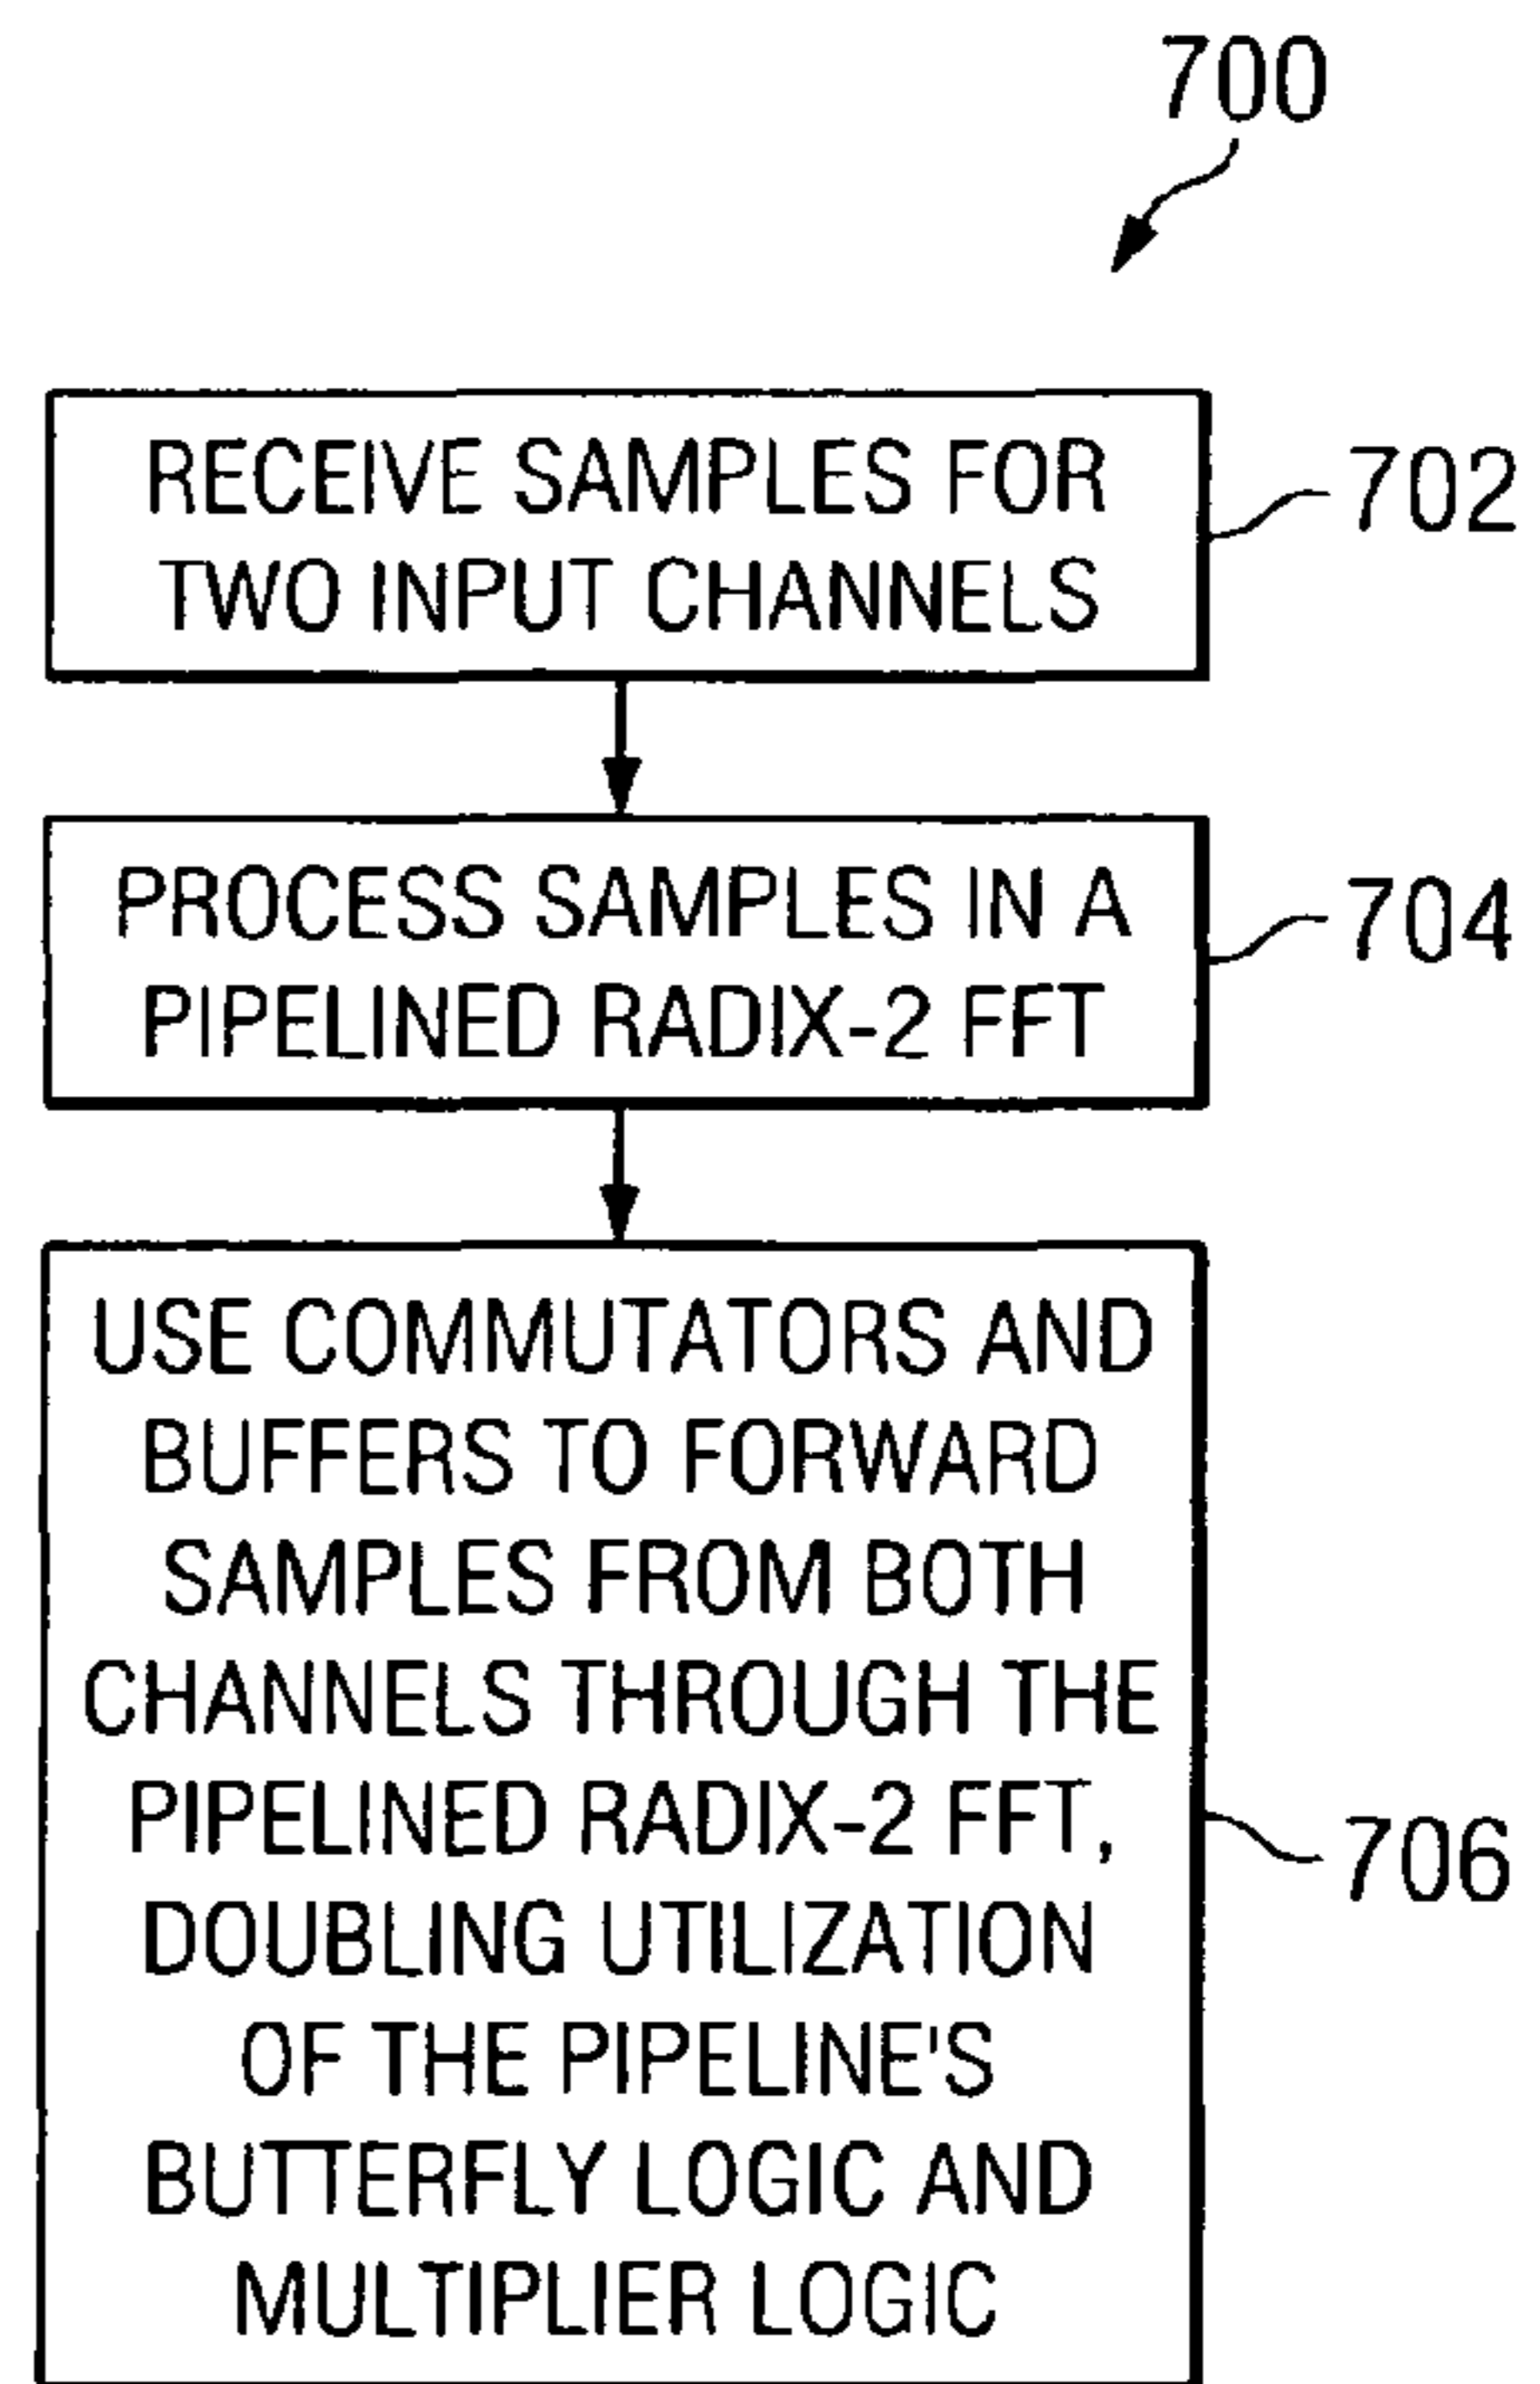 700
RECEIVE SAMPLES FOR
TWO INPUT CHANNELS
702
PROCESS SAMPLES IN A
PIPELINED RADIX-2 FFT
704
USE COMMUTATORS AND
BUFFERS TO FORWARD
SAMPLES FROM BOTH
CHANNELS THROUGH THE
PIPELINED RADIX-2 FFT,
DOUBLING UTILIZATION
OF THE PIPELINE'S
BUTTERFLY LOGIC AND
MULTIPLIER LOGIC
706